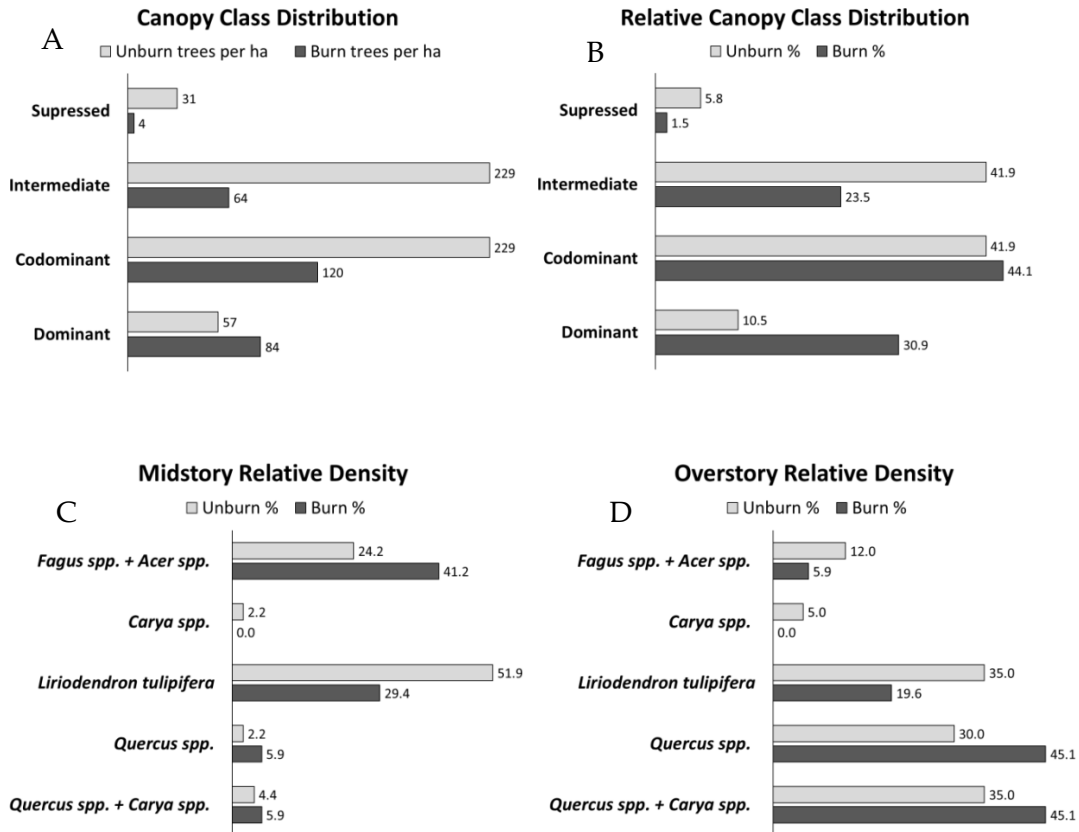 Canopy Class Distribution
A
Unburn trees per ha Burn trees per ha
Supressed
31
4
Intermediate
229
64
Codominant
229
120
Dominant
57
84
Relative Canopy Class Distribution
B
Unburn % Burn %
Supressed
5.8
1.5
Intermediate
41.9
23.5
Codominant
41.9
44.1
Dominant
10.5
30.9
Midstory Relative Density
C
Unburn % Burn %
Fagus spp. + Acer spp.
24.2
41.2
Carya spp.
2.2
0.0
Liriodendron tulipifera
51.9
29.4
Quercus spp.
2.2
5.9
Quercus spp. + Carya spp.
4.4
5.9
Overstory Relative Density
D
Unburn % Burn %
Fagus spp. + Acer spp.
12.0
5.9
Carya spp.
5.0
0.0
Liriodendron tulipifera
35.0
19.6
Quercus spp.
30.0
45.1
Quercus spp. + Carya spp.
35.0
45.1